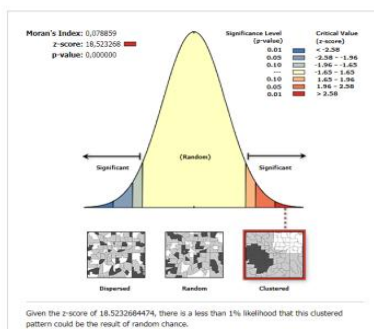 Moran's Index: 0,078859
z-score: 18,523268
p-value: 0,000000
Significance Level
(p-value)
Critical Value
(z-score)
0.01 < -2.58
0.05 -2.58 - -1.96
0.10 -1.96 - -1.65
— -1.65 - 1.65
0.10 1.65 - 1.96
0.05 1.96 - 2.58
0.01 > 2.58
Significant
(Random)
Significant
Dispersed
Random
Clustered
Given the z-score of 18.5232684474, there is a less than 1% likelihood that this clustered
pattern could be the result of random chance.